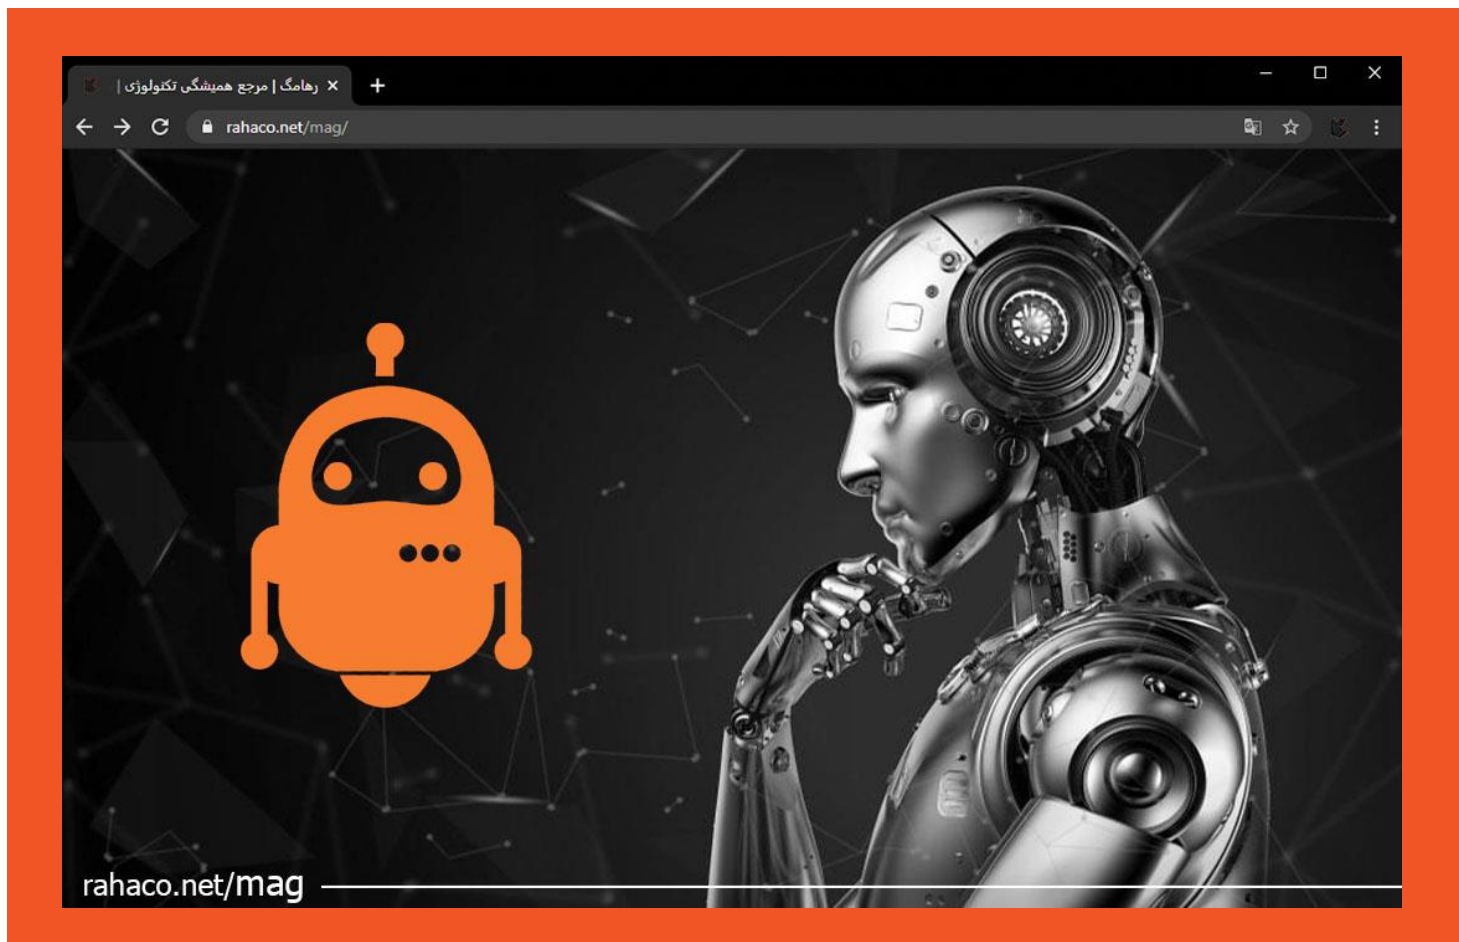 رهامگ | مرجع همیشگی تکنولوژی |
rahaco.net/mag/
rahaco.net/mag